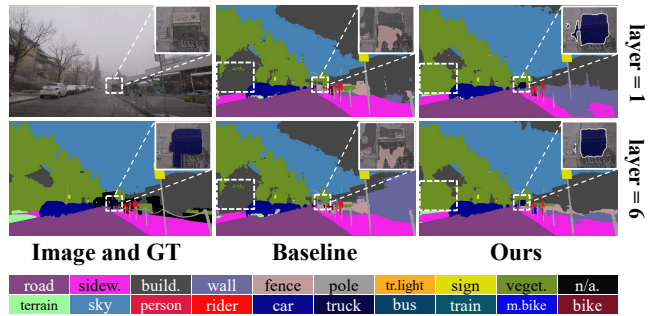 layer = 1
layer = 6
Image and GT Baseline Ours
road sidew. build. wall fence pole tr.light sign veget. n/a.
terrain sky person rider car truck bus train m.bike bike